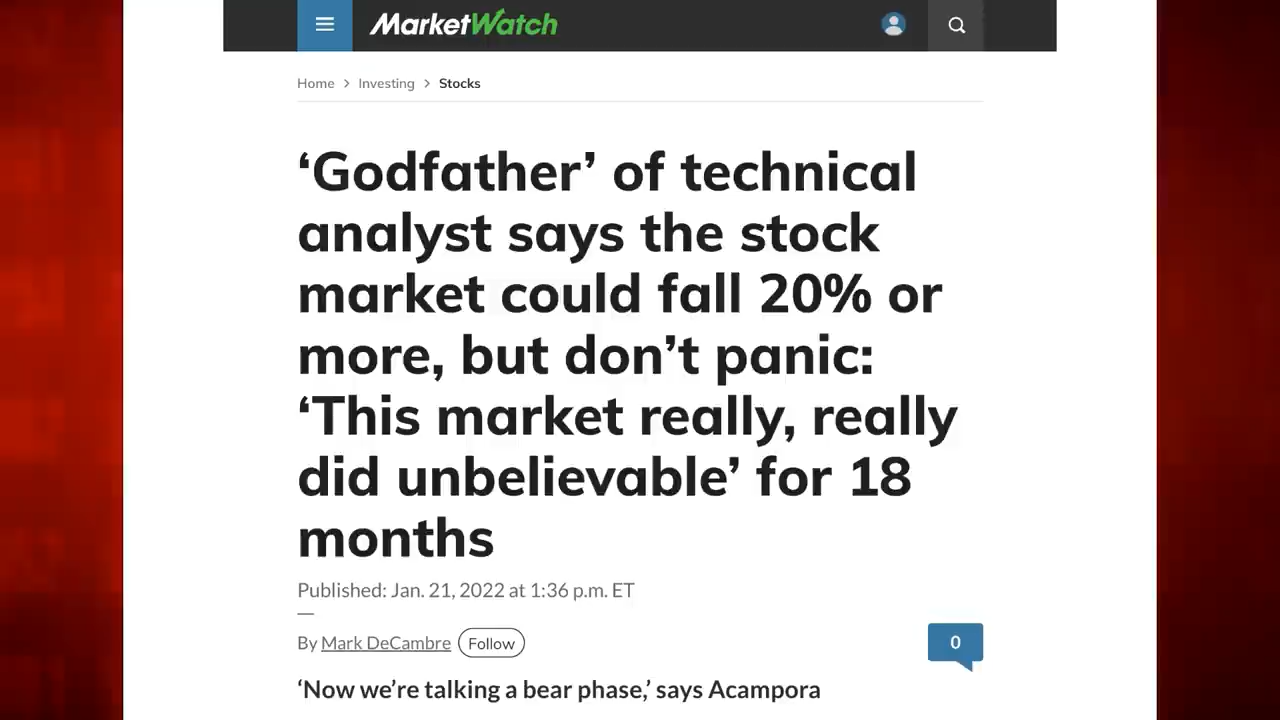 MarketWatch
Home > Investing > Stocks
‘Godfather’ of technical
analyst says the stock
market could fall 20% or
more, but don’t panic:
‘This market really, really
did unbelievable’ for 18
months
Published: Jan. 21, 2022 at 1:36 p.m. ET
By Mark DeCambre Follow
0
‘Now we’re talking a bear phase,’ says Acampora